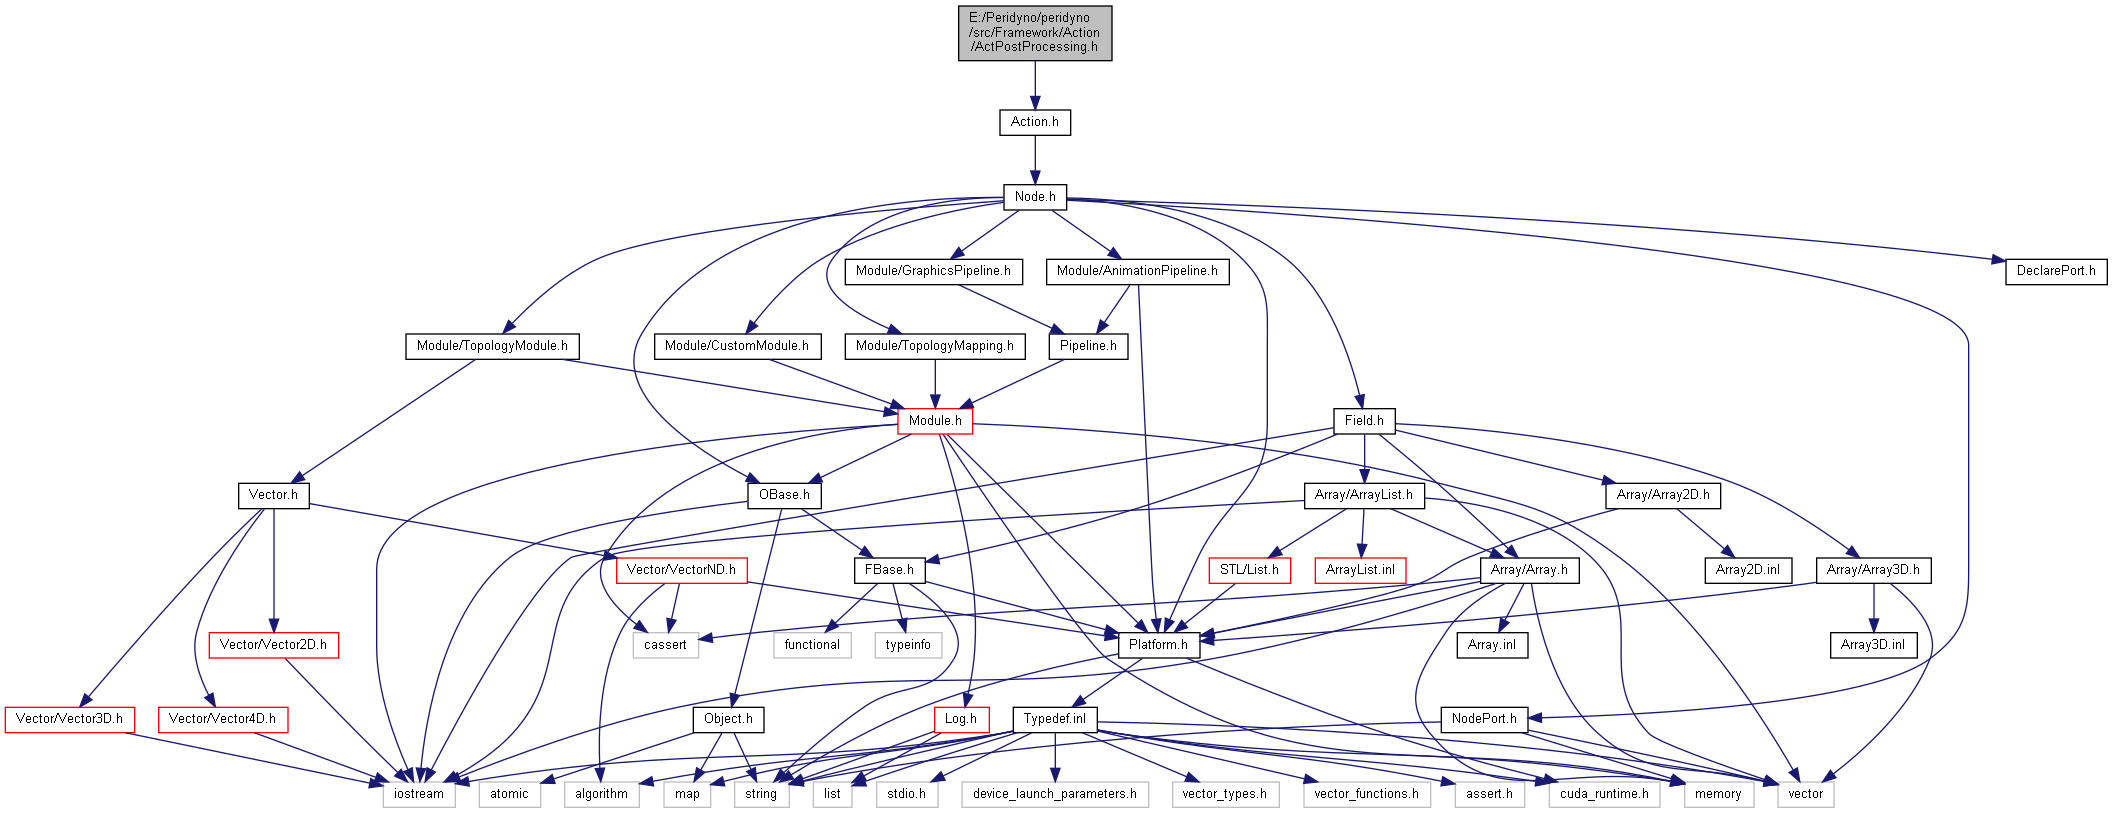 E:/Peridyno/peridyno
/src/Framework/Action
/ActPostProcessing.h
Action.h
Node.h
Module/GraphicsPipeline.h
Module/AnimationPipeline.h
DeclarePort.h
Module/TopologyModule.h
Module/CustomModule.h
Module/TopologyMapping.h
Pipeline.h
Module.h
Field.h
Vector.h
OBase.h
Array/ArrayList.h
Array/Array2D.h
Vector/VectorND.h
FBase.h
STL/List.h
ArrayList.inl
Array/Array.h
Array2D.inl
Array/Array3D.h
Vector/Vector2D.h
cassert
functional
typeinfo
Platform.h
Array.inl
Array3D.inl
Vector/Vector3D.h
Vector/Vector4D.h
Object.h
Log.h
Typedef.inl
NodePort.h
iostream
atomic
algorithm
map
string
list
stdio.h
device_launch_parameters.h
vector_types.h
vector_functions.h
assert.h
cuda_runtime.h
memory
vector